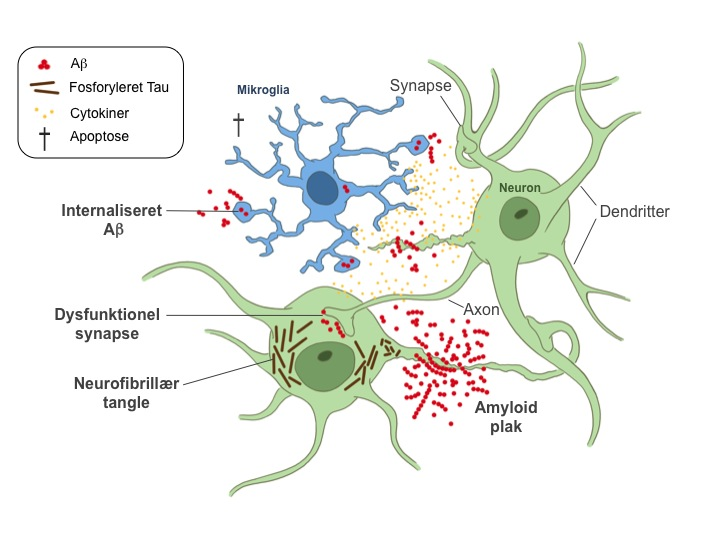 Aβ
Fosforyleret Tau
Cytokiner
Apoptose
Mikroglia
Synapse
Neuron
Dendritter
Internaliseret
Aβ
Axon
Dysfunktionel
synapse
Neurofibrillær
tangle
Amyloid
plak